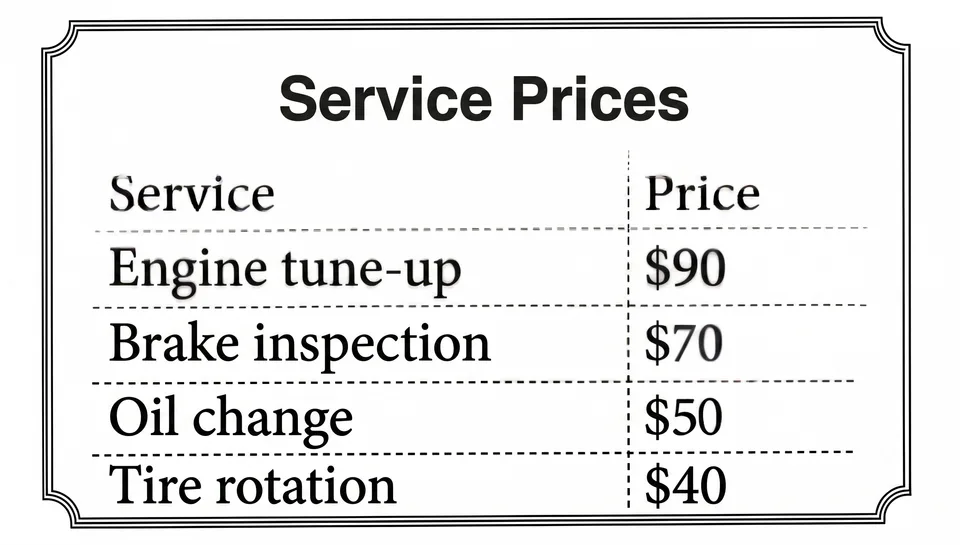 Service Prices
Service Price
Engine tune-up $90
Brake inspection $70
Oil change $50
Tire rotation $40